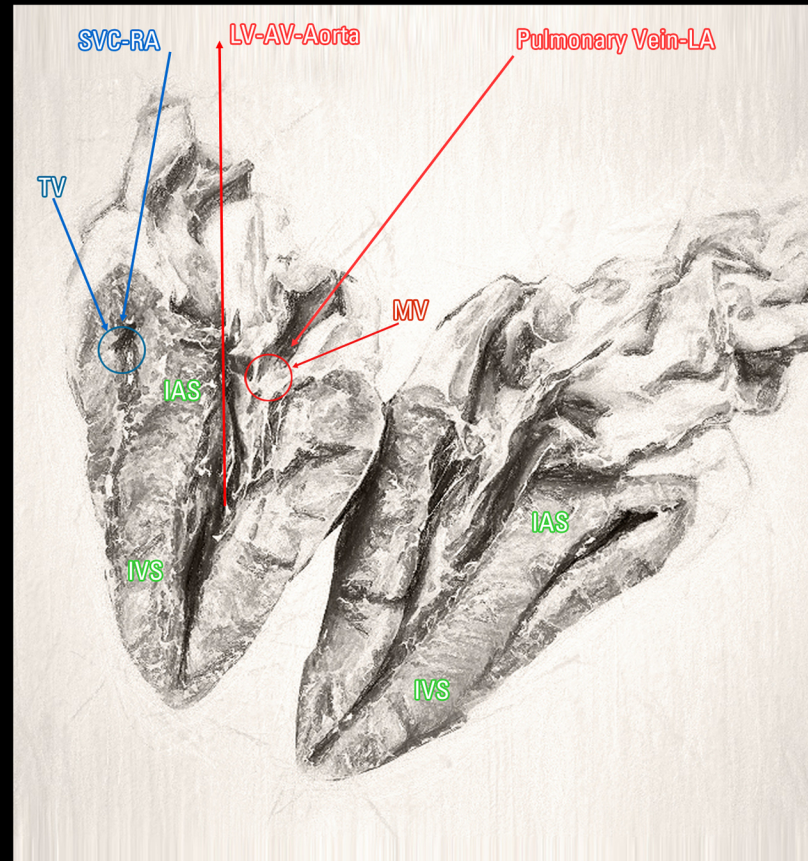 SVC-RA
LV-AV-Aorta
Pulmonary Vein-LA
TV
MV
IAS
IVS
IAS
IVS